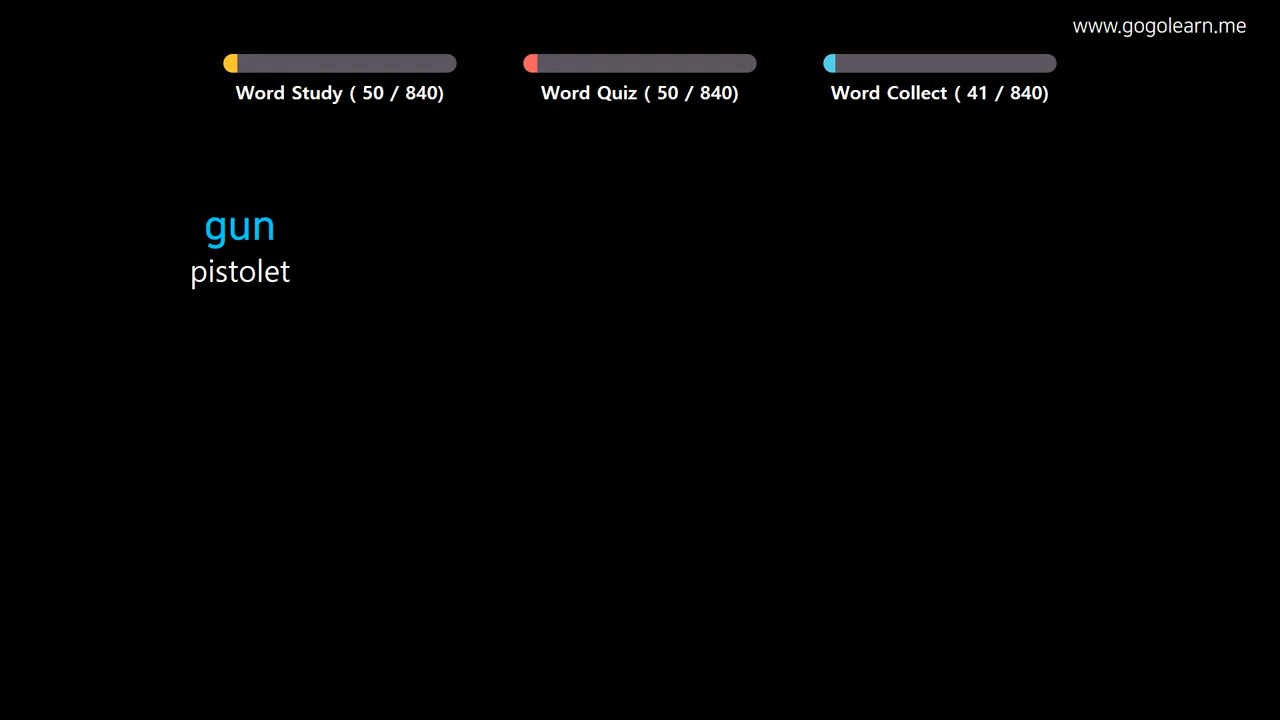 www.gogolearn.me
Word Study ( 50 / 840)
Word Quiz ( 50 / 840)
Word Collect ( 41 / 840)
gun
pistolet